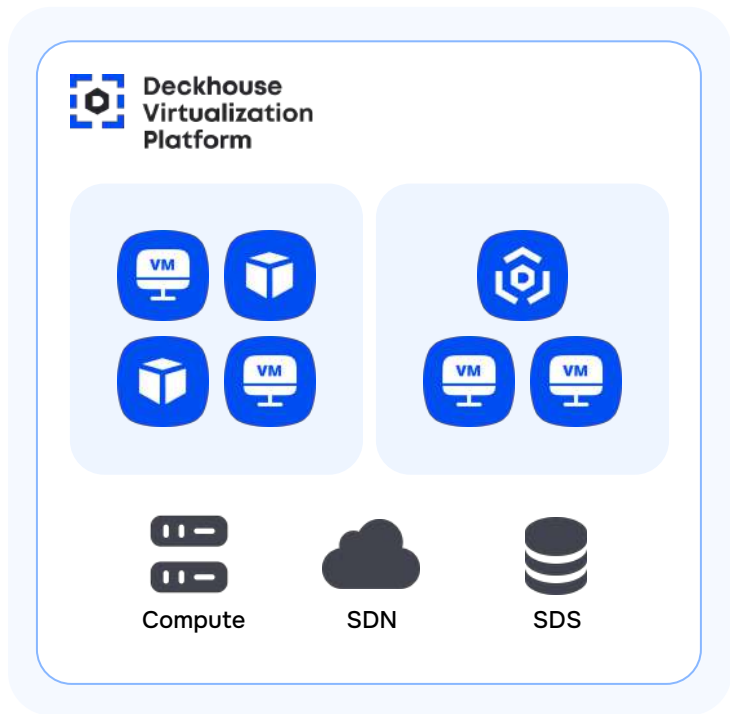 Deckhouse
Virtualization
Platform
VM
VM
VM
VM
Compute
SDN
SDS